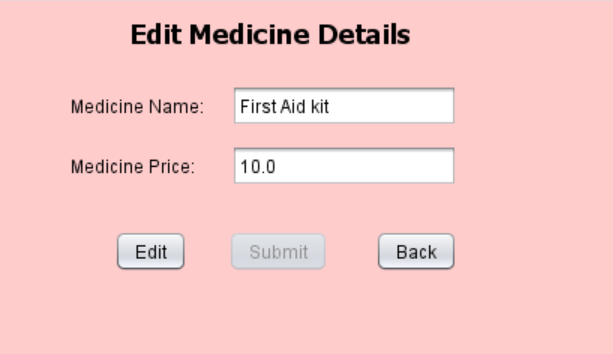 Edit Medicine Details
Medicine Name: First Aid kit
Medicine Price: 10.0
Edit Submit Back